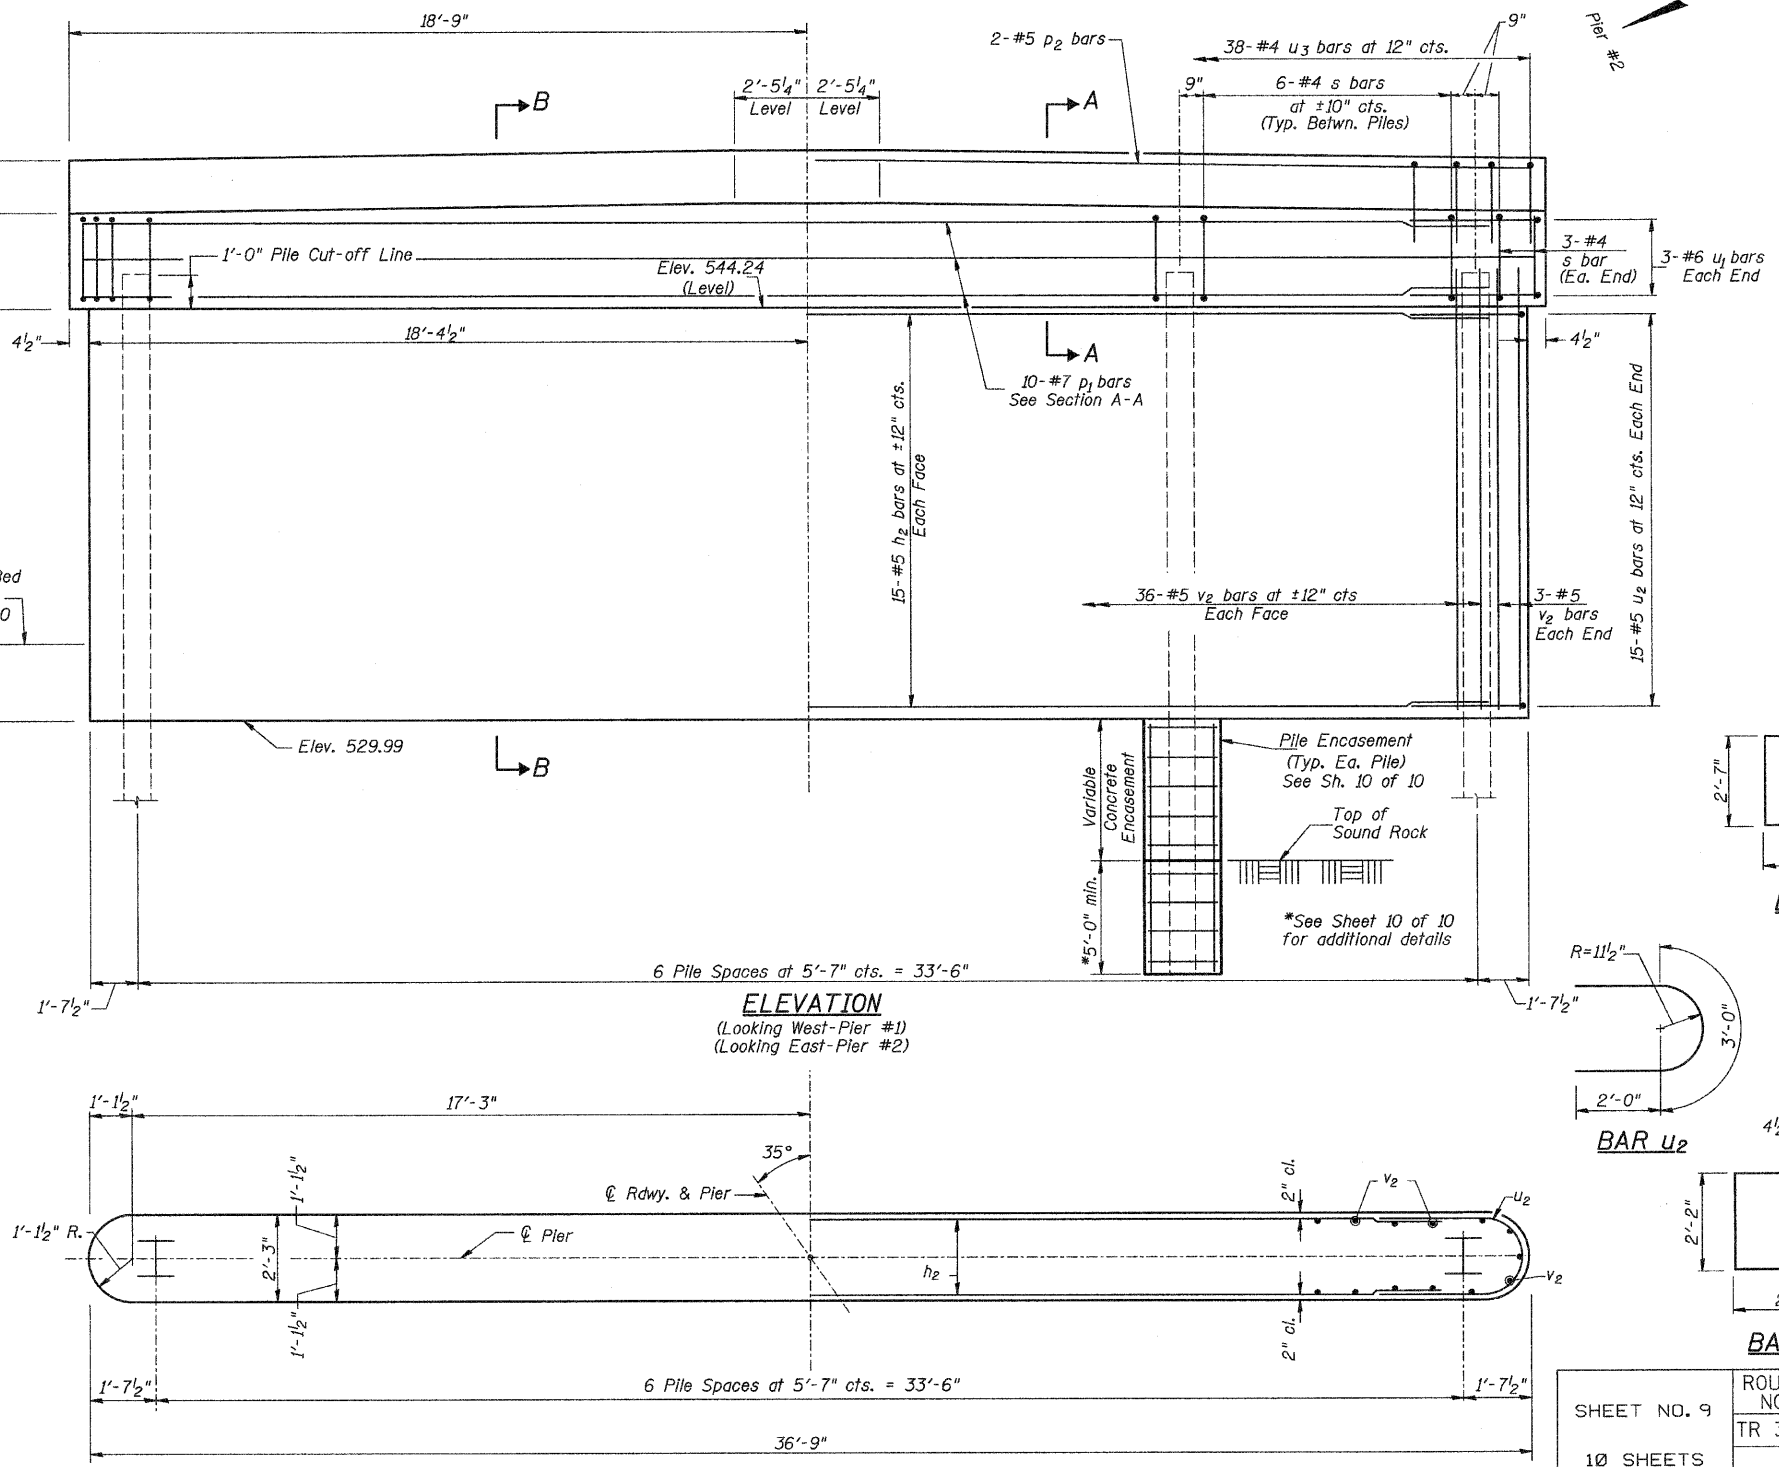 18'-9"
2-#5 p2 bars
38-#4 u3 bars at 12" cts.
9"
Pier #2
2'-5¼" 2'-5¼"
Level Level
B
A
9"
6-#4 s bars
at ±10" cts.
(Typ. Betwn. Piles)
1'-0" Pile Cut-off Line
Elev. 544.24
(Level)
3-#4
s bar
(Ea. End)
3-#6 u1 bars
Each End
4½"
18'-4½"
A
4½"
10-#7 p1 bars
See Section A-A
15-#5 h2 bars at ±12" cts.
Each Face
15-#5 u2 bars at 12" cts. Each End
Bed
0
36-#5 v2 bars at ±12" cts
Each Face
3-#5
v2 bars
Each End
Elev. 529.99
B
Variable
Concrete
Encasement
Pile Encasement
(Typ. Ea. Pile)
See Sh. 10 of 10
Top of
Sound Rock
*5'-0" min.
*See Sheet 10 of 10
for additional details
2'-7"
6 Pile Spaces at 5'-7" cts. = 33'-6"
1'-7½"
1'-7½"
ELEVATION
(Looking West-Pier #1)
(Looking East-Pier #2)
R=11½"
3'-0"
2'-0"
BAR u2
1'-1½"
17'-3"
35°
℄ Rdwy. & Pier
1'-1½" R.
1'-1½"
2'-3"
1'-1½"
℄ Pier
h2
2" cl.
2" cl.
v2
u2
v2
2'-2"
1'-7½"
6 Pile Spaces at 5'-7" cts. = 33'-6"
1'-7½"
36'-9"
SHEET NO. 9
10 SHEETS
TR